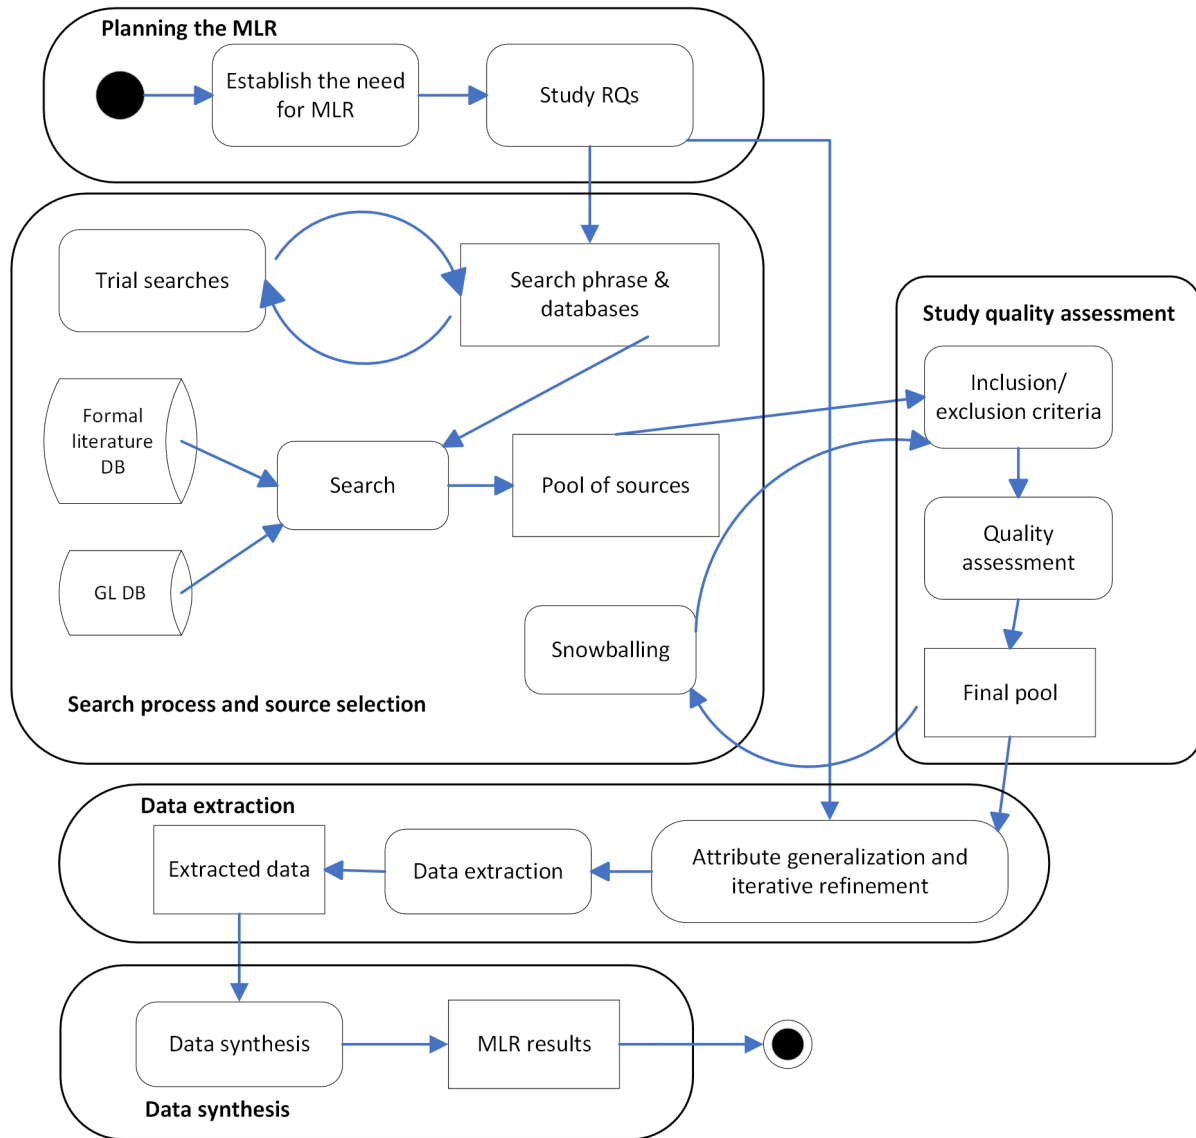 Planning the MLR
Establish the need
for MLR
Study RQs
Trial searches
Search phrase &
databases
Formal
literature
DB
Search
Pool of sources
GL DB
Snowballing
Search process and source selection
Study quality assessment
Inclusion/
exclusion criteria
Quality
assessment
Final pool
Data extraction
Extracted data
Data extraction
Attribute generalization and
iterative refinement
Data synthesis
MLR results
Data synthesis